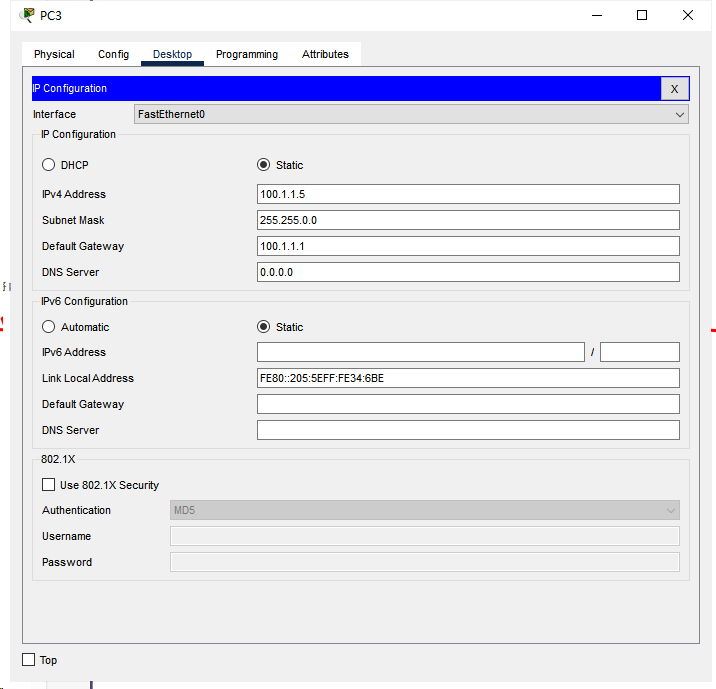 PC3
Physical Config Desktop Programming Attributes
IP Configuration X
Interface FastEthernet0
IP Configuration
DHCP Static
IPv4 Address 100.1.1.5
Subnet Mask 255.255.0.0
Default Gateway 100.1.1.1
DNS Server 0.0.0.0
IPv6 Configuration
Automatic Static
IPv6 Address /
Link Local Address FE80::205:5EFF:FE34:6BE
Default Gateway
DNS Server
802.1X
Use 802.1X Security
Authentication MD5
Username
Password
Top